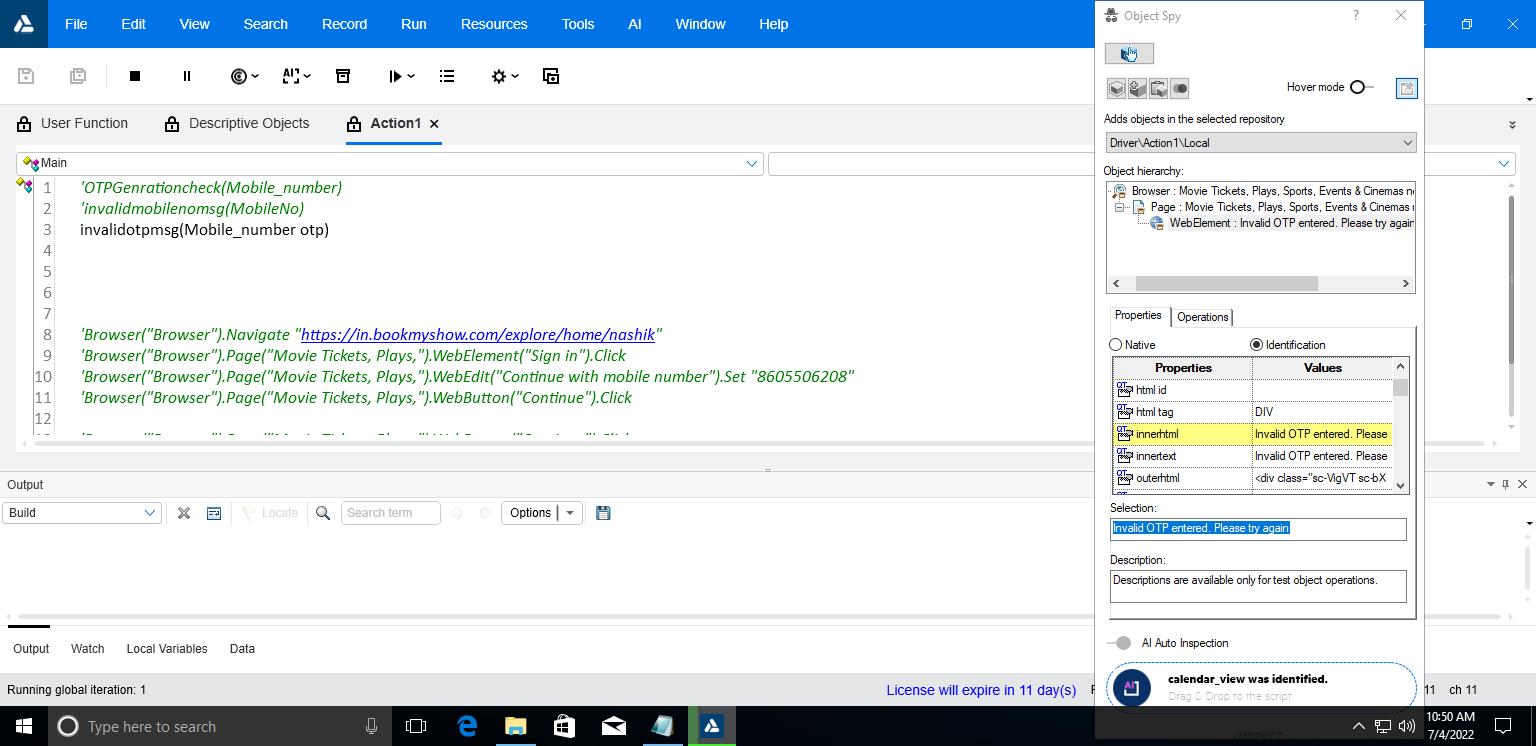 File Edit View Search Record Run Resources Tools AI Window Help
User Function Descriptive Objects Action1
Main
1 'OTPGenrationcheck(Mobile_number)
2 'invalidmobilenomsg(MobileNo)
3 invalidotpmsg(Mobile_number otp)
4
5
6
7
8 'Browser("Browser").Navigate "https://in.bookmyshow.com/explore/home/nashik"
9 'Browser("Browser").Page("Movie Tickets, Plays,").WebElement("Sign in").Click
10 'Browser("Browser").Page("Movie Tickets, Plays,").WebEdit("Continue with mobile number").Set "8605506208"
11 'Browser("Browser").Page("Movie Tickets, Plays,").WebButton("Continue").Click
12
Output
Build Locate Search term Options
Output Watch Local Variables Data
Running global iteration: 1
License will expire in 11 day(s)
11 ch 11
Object Spy ?
Hover mode
Adds objects in the selected repository
Driver\Action1\Local
Object hierarchy:
Browser : Movie Tickets, Plays, Sports, Events & Cinemas ne
Page : Movie Tickets, Plays, Sports, Events & Cinemas
WebElement : Invalid OTP entered. Please try again
Properties Operations
Native Identification
Properties Values
html id
html tag DIV
innerhtml Invalid OTP entered. Please
innertext Invalid OTP entered. Please
outerhtml <div class="sc-VigVT sc-bX
Selection:
Invalid OTP entered. Please try again
Description:
Descriptions are available only for test object operations.
AI Auto Inspection
AI
calendar_view was identified.
Drag & Drop to the script
INSPECT
Type here to search
10:50 AM
7/4/2022